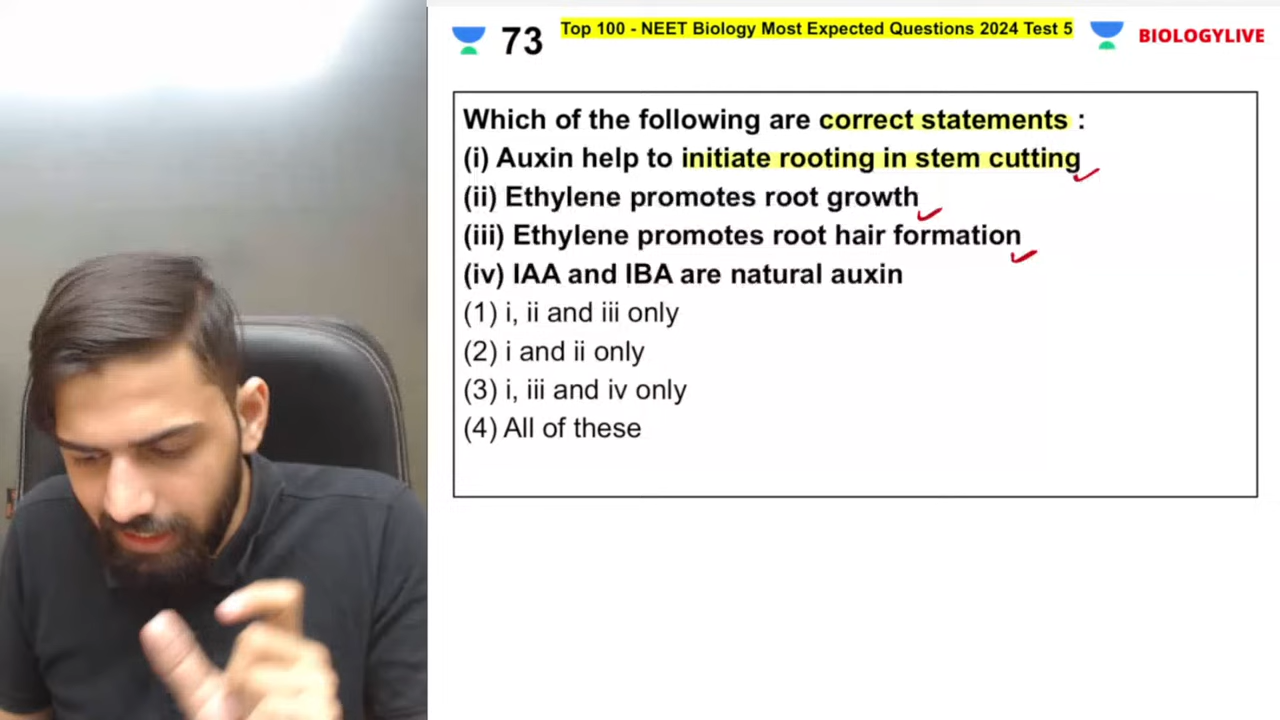 73
Top 100 - NEET Biology Most Expected Questions 2024 Test 5
BIOLOGYLIVE
Which of the following are correct statements :
(i) Auxin help to initiate rooting in stem cutting
(ii) Ethylene promotes root growth
(iii) Ethylene promotes root hair formation
(iv) IAA and IBA are natural auxin
(1) i, ii and iii only
(2) i and ii only
(3) i, iii and iv only
(4) All of these